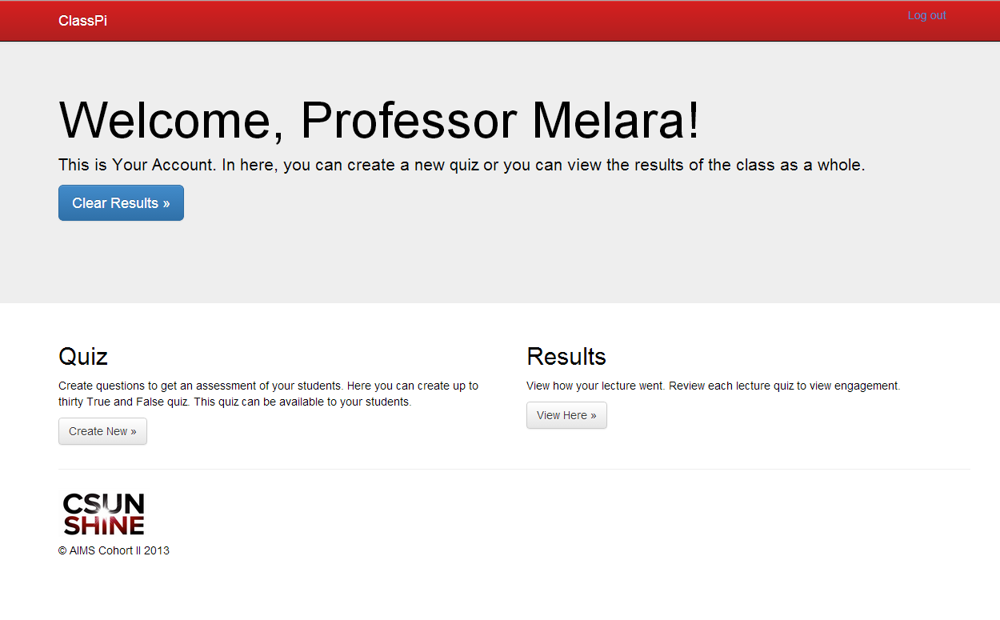 ClassPi
Log out
Welcome, Professor Melara!
This is Your Account. In here, you can create a new quiz or you can view the results of the class as a whole.
Clear Results »
Quiz
Create questions to get an assessment of your students. Here you can create up to
thirty True and False quiz. This quiz can be available to your students.
Create New »
Results
View how your lecture went. Review each lecture quiz to view engagement.
View Here »
CSUN
SHINE
© AIMS Cohort II 2013